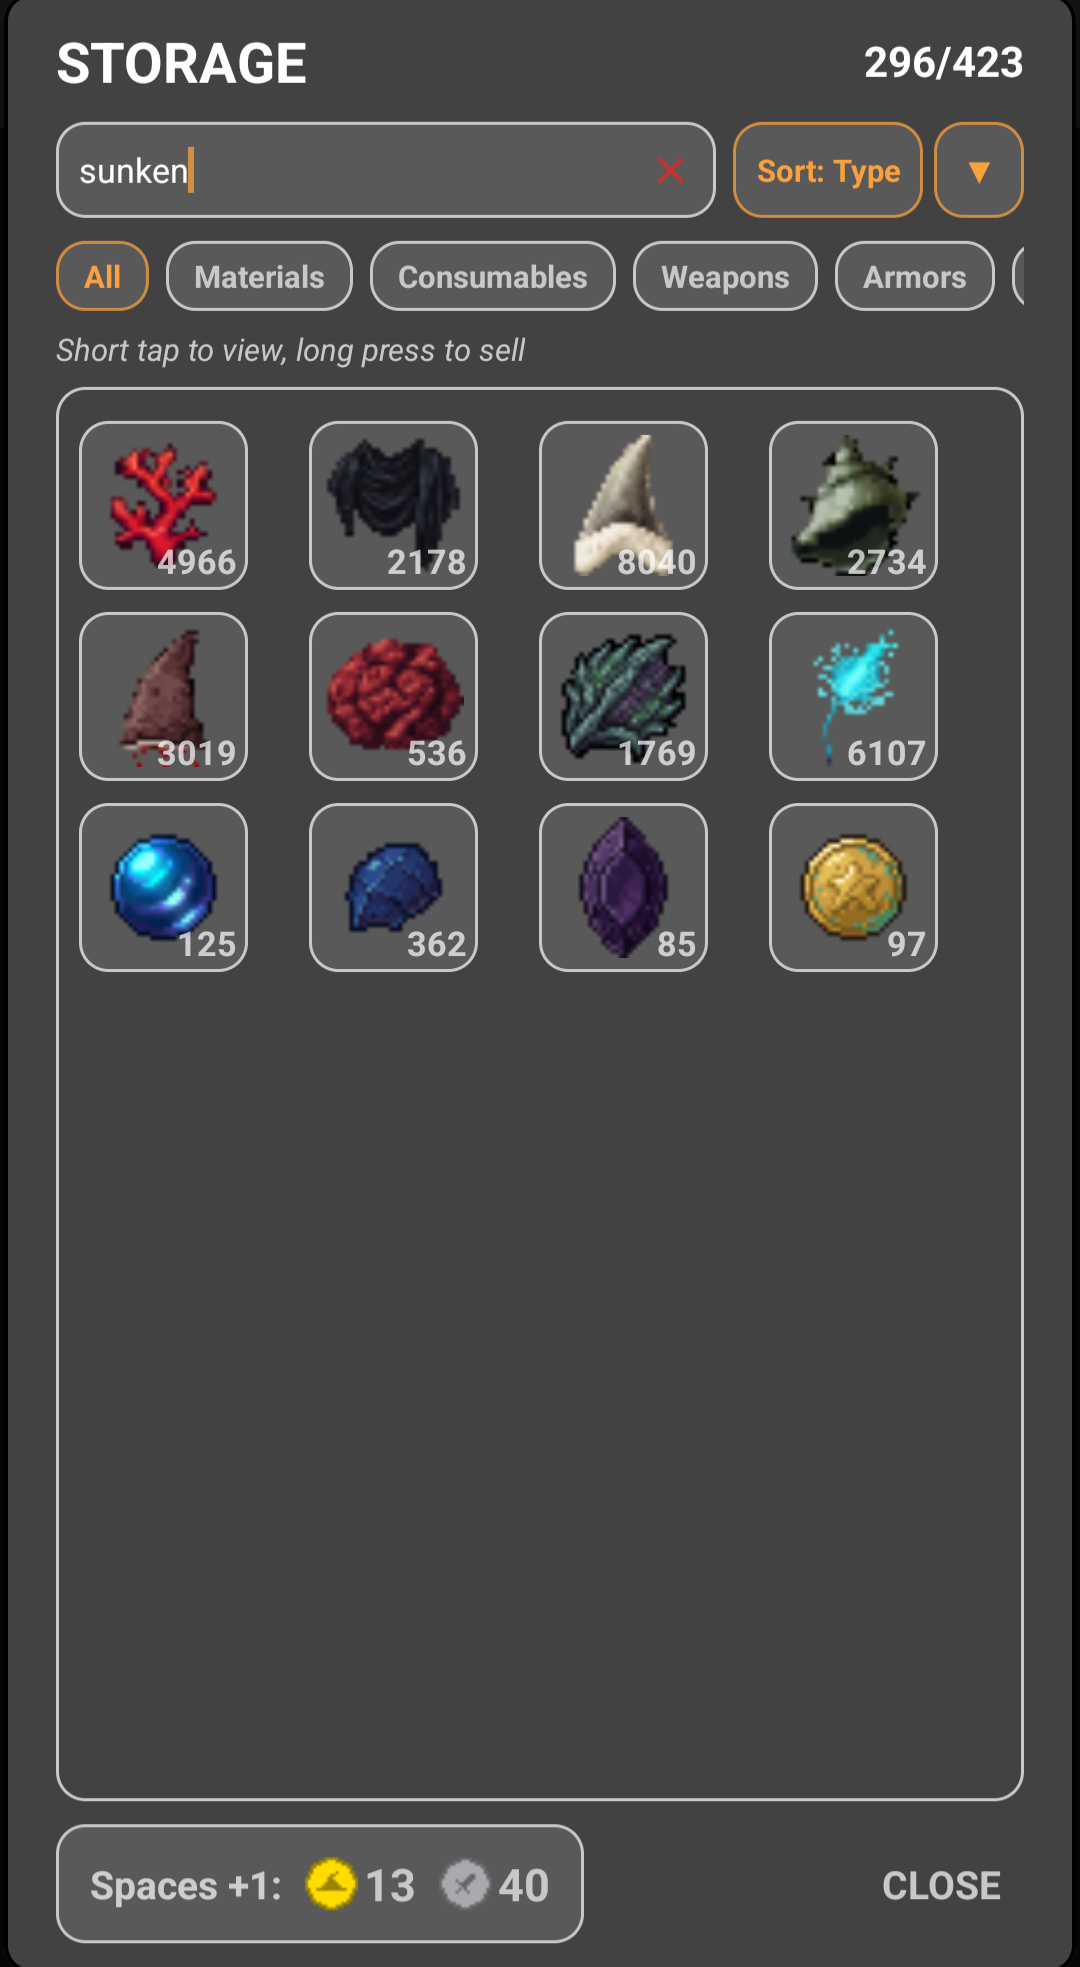 STORAGE 296/423
sunken Sort: Type ▼
All Materials Consumables Weapons Armors
Short tap to view, long press to sell
4966 2178 8040 2734
3019 536 1769 6107
125 362 85 97
Spaces +1: 13 40 CLOSE